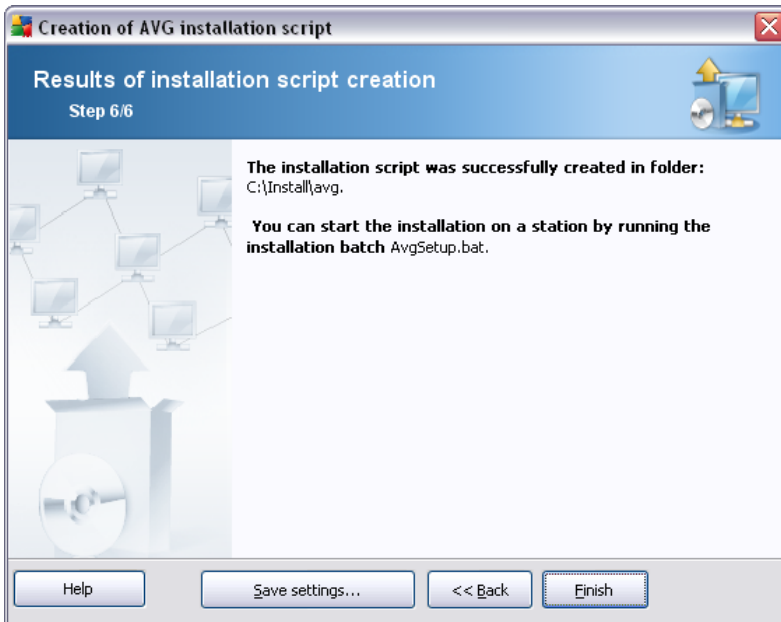 Creation of AVG installation script
Results of installation script creation
Step 6/6
The installation script was successfully created in folder:
C:\Install\avg.
You can start the installation on a station by running the
installation batch AvgSetup.bat.
Help
Save settings...
<< Back
Finish